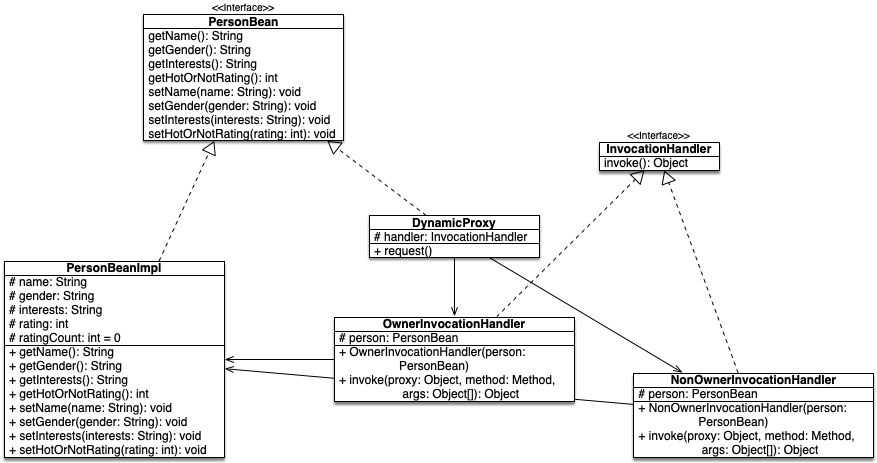 <<Interface>>
PersonBean
getName(): String
getGender(): String
getInterests(): String
getHotOrNotRating(): int
setName(name: String): void
setGender(gender: String): void
setInterests(interests: String): void
setHotOrNotRating(rating: int): void
<<Interface>>
InvocationHandler
invoke(): Object
DynamicProxy
# handler: InvocationHandler
+ request()
PersonBeanImpl
# name: String
# gender: String
# interests: String
# rating: int
# ratingCount: int = 0
+ getName(): String
+ getGender(): String
+ getInterests(): String
+ getHotOrNotRating(): int
+ setName(name: String): void
+ setGender(gender: String): void
+ setInterests(interests: String): void
+ setHotOrNotRating(rating: int): void
OwnerInvocationHandler
# person: PersonBean
+ OwnerInvocationHandler(person:
PersonBean)
+ invoke(proxy: Object, method: Method,
args: Object[]): Object
NonOwnerInvocationHandler
# person: PersonBean
+ NonOwnerInvocationHandler(person:
PersonBean)
+ invoke(proxy: Object, method: Method,
args: Object[]): Object